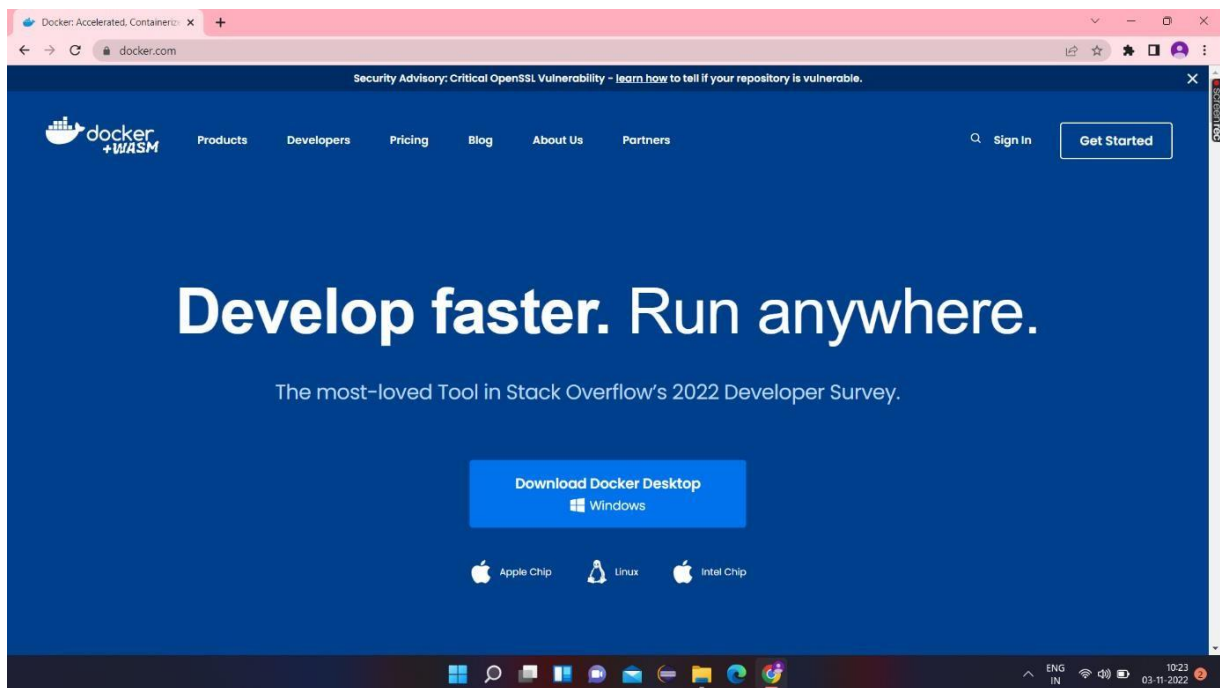 Docker: Accelerated, Containeriz
docker.com
Security Advisory: Critical OpenSSL Vulnerability - learn how to tell if your repository is vulnerable.
docker
+WASM
Products Developers Pricing Blog About Us Partners Sign In Get Started
Develop faster. Run anywhere.
The most-loved Tool in Stack Overflow's 2022 Developer Survey.
Download Docker Desktop
Windows
Apple Chip Linux Intel Chip
screenrec
ENG
IN
10:23
03-11-2022
2